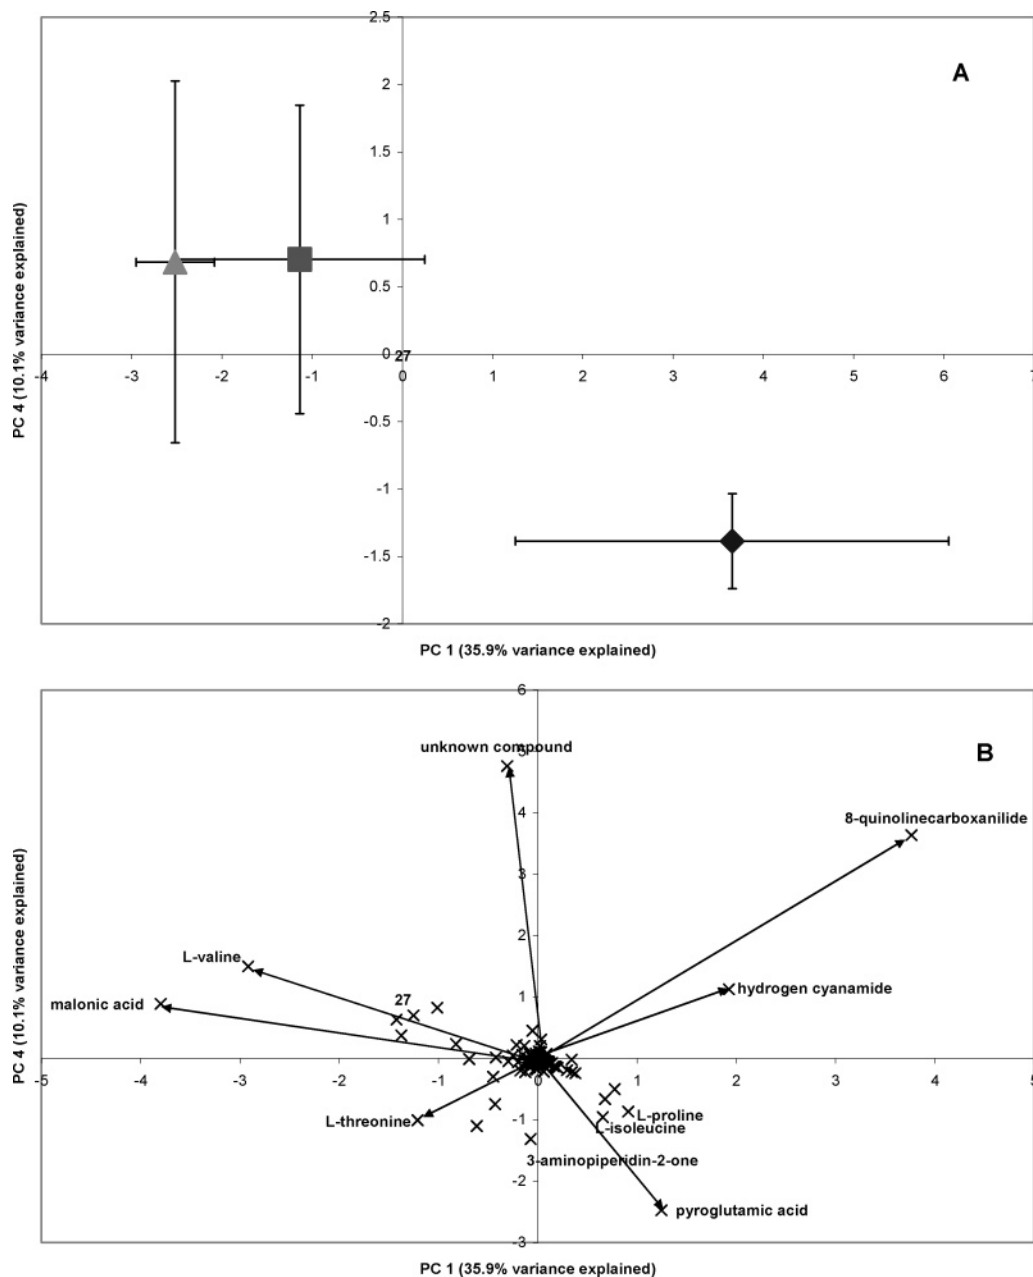 A
2.5
2
1.5
1
0.5
0
-0.5
-1
-1.5
-2
27
-4 -3 -2 -1 0 1 2 3 4 5 6 7
PC 4 (10.1% variance explained)
PC 1 (35.9% variance explained)
B
6
5
4
3
2
1
0
-1
-2
-3
unknown compound
8-quinolinecarboxanilide
L-valine
malonic acid
27
hydrogen cyanamide
-5 -4 -3 -2 -1 0 1 2 3 4 5
L-threonine
L-proline
L-isoleucine
3-aminopiperidin-2-one
pyroglutamic acid
PC 4 (10.1% variance explained)
PC 1 (35.9% variance explained)